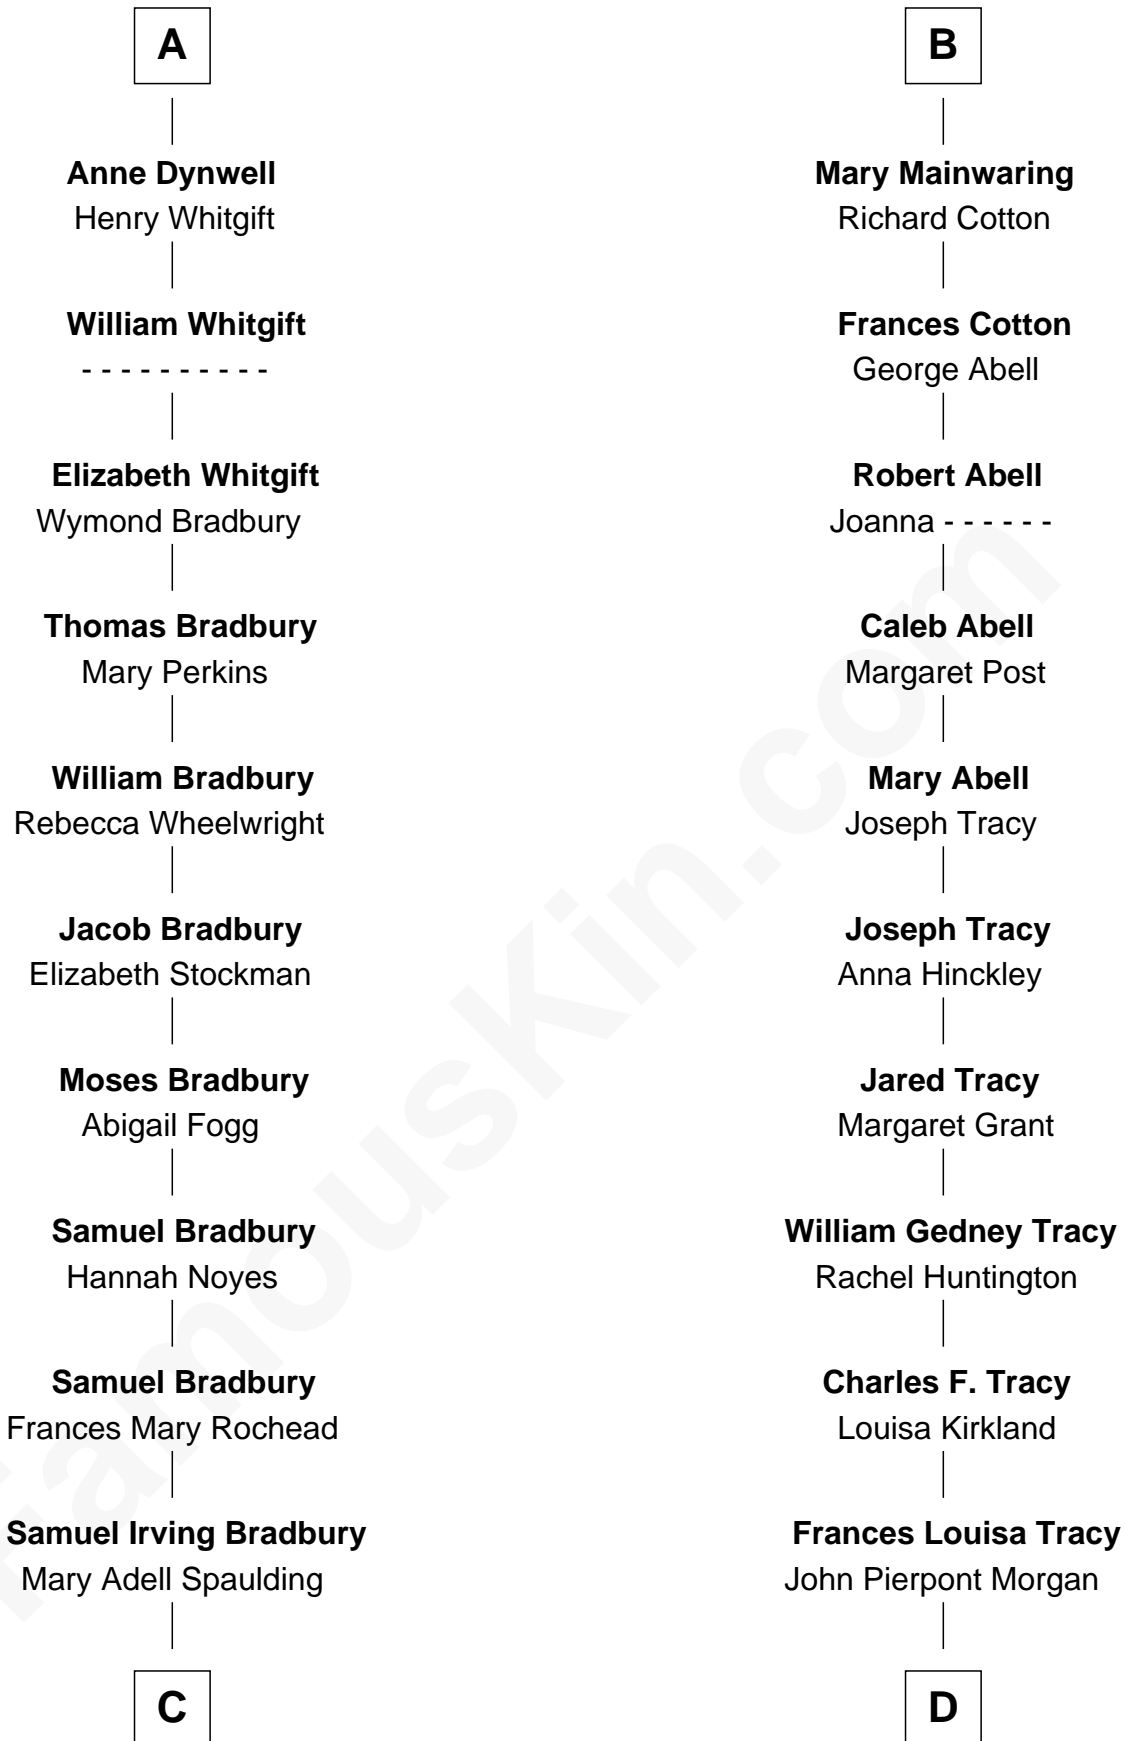 A
Anne Dynwell
Henry Whitgift
William Whitgift
- - - - - - - - - -
Elizabeth Whitgift
Wymond Bradbury
Thomas Bradbury
Mary Perkins
William Bradbury
Rebecca Wheelwright
Jacob Bradbury
Elizabeth Stockman
Moses Bradbury
Abigail Fogg
Samuel Bradbury
Hannah Noyes
Samuel Bradbury
Frances Mary Rochead
Samuel Irving Bradbury
Mary Adell Spaulding
C
B
Mary Mainwaring
Richard Cotton
Frances Cotton
George Abell
Robert Abell
Joanna - - - - - -
Caleb Abell
Margaret Post
Mary Abell
Joseph Tracy
Joseph Tracy
Anna Hinckley
Jared Tracy
Margaret Grant
William Gedney Tracy
Rachel Huntington
Charles F. Tracy
Louisa Kirkland
Frances Louisa Tracy
John Pierpont Morgan
D
FamousKin.com